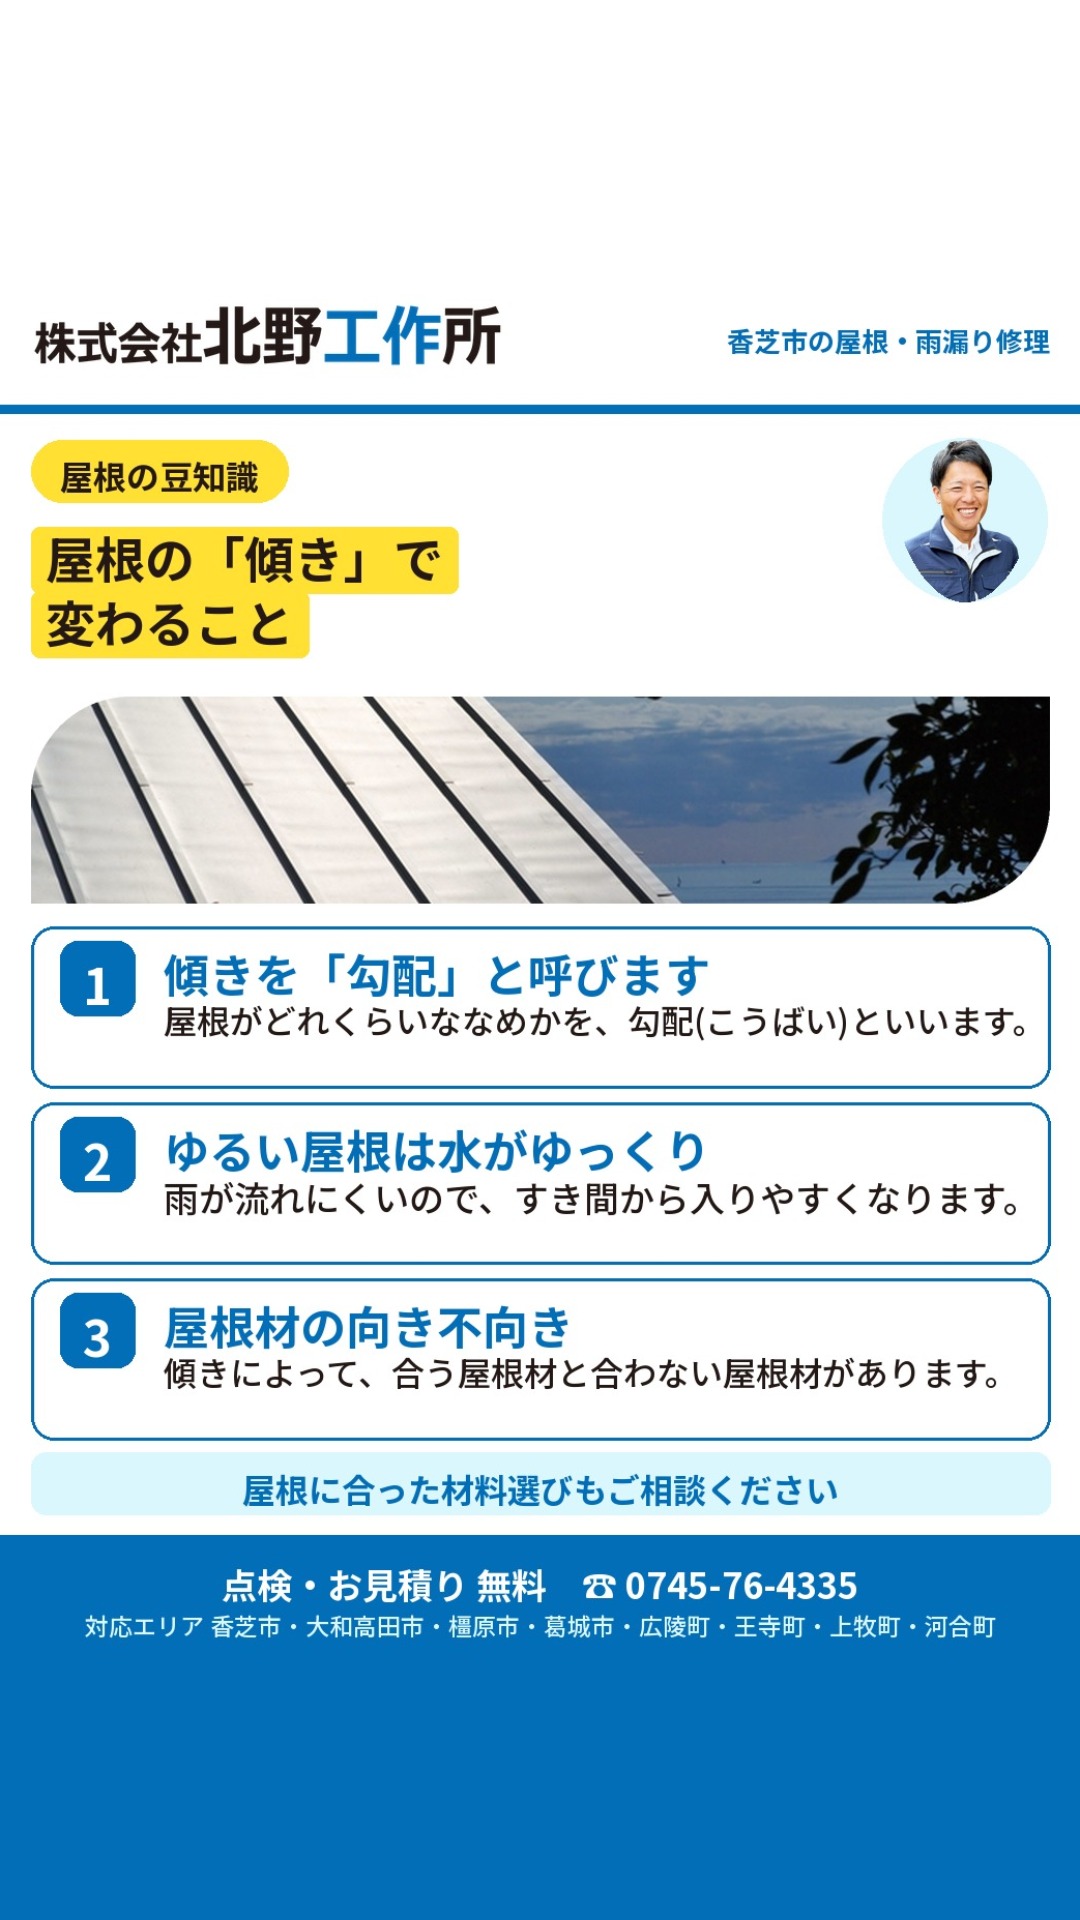 株式会社北野工作所
香芝市の屋根・雨漏り修理
屋根の豆知識
屋根の「傾き」で
変わること
1 傾きを「勾配」と呼びます
屋根がどれくらいななめかを、勾配(こうばい)といいます。
2 ゆるい屋根は水がゆっくり
雨が流れにくいので、すき間から入りやすくなります。
3 屋根材の向き不向き
傾きによって、合う屋根材と合わない屋根材があります。
屋根に合った材料選びもご相談ください
点検・お見積り 無料 ☎ 0745-76-4335
対応エリア 香芝市・大和高田市・橿原市・葛城市・広陵町・王寺町・上牧町・河合町